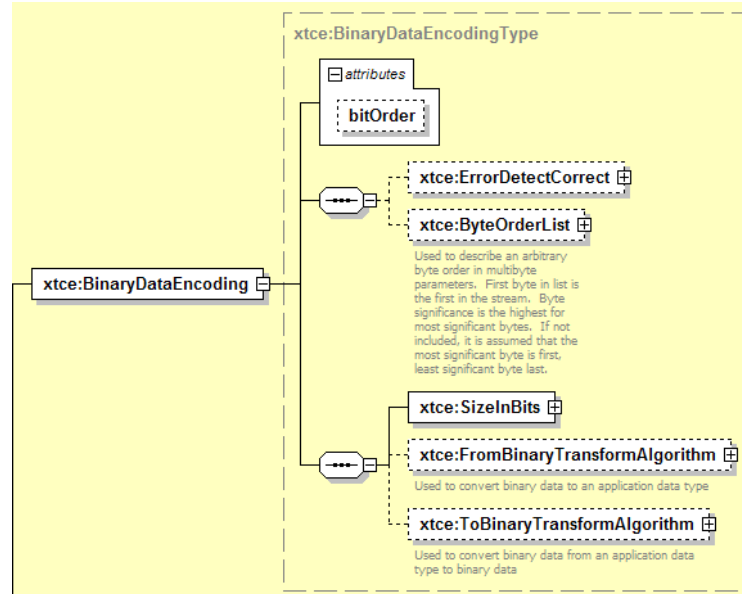 xtce:BinaryDataEncodingType
attributes
bitOrder
xtce:ErrorDetectCorrect
xtce:ByteOrderList
Used to describe an arbitrary
byte order in multibyte
parameters.  First byte in list is
the first in the stream.  Byte
significance is the highest for
most significant bytes.  If not
included, it is assumed that the
most significant byte is first,
least significant byte last.
xtce:BinaryDataEncoding
xtce:SizeInBits
xtce:FromBinaryTransformAlgorithm
Used to convert binary data to an application data type
xtce:ToBinaryTransformAlgorithm
Used to convert binary data from an application data
type to binary data